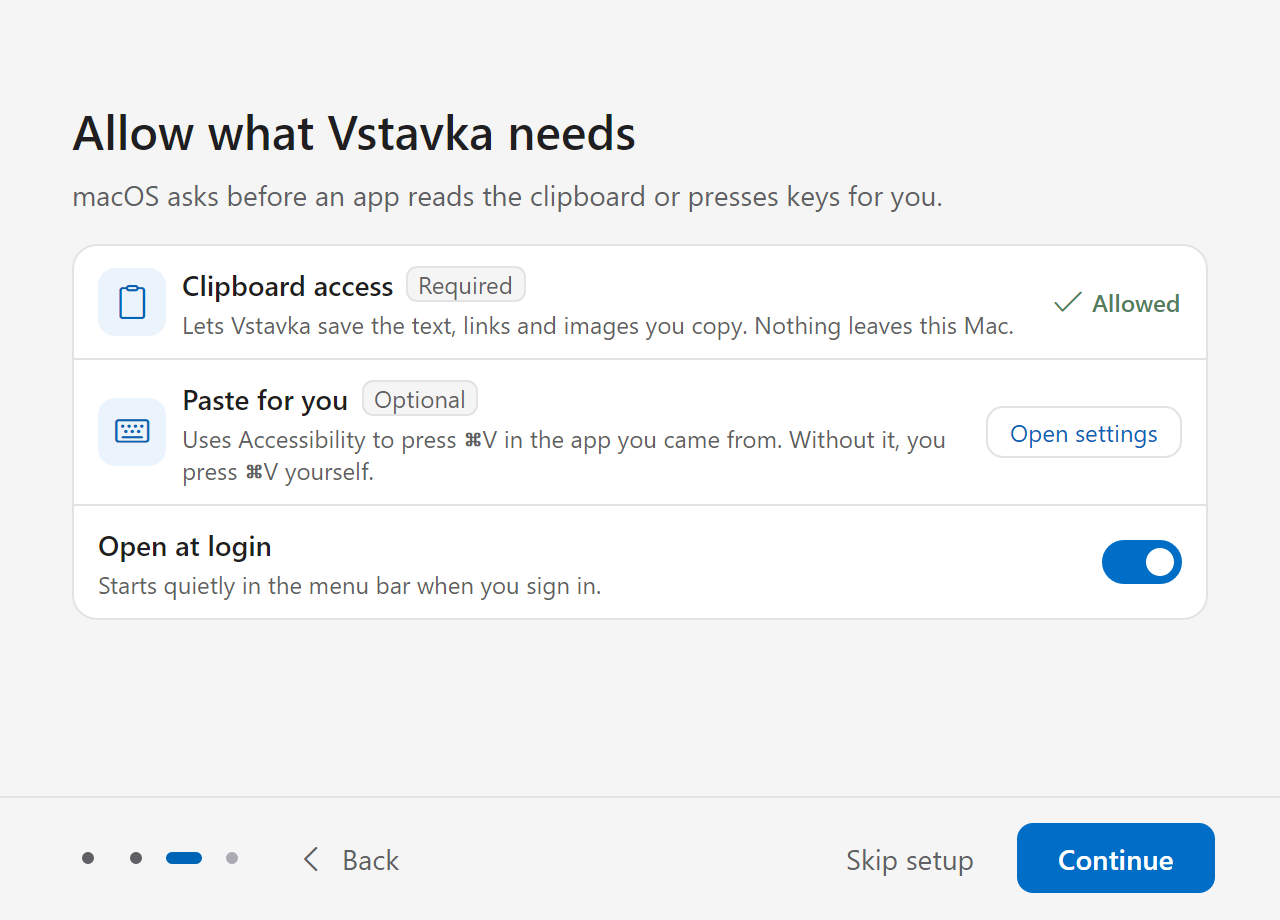 Allow what Vstavka needs
macOS asks before an app reads the clipboard or presses keys for you.
Clipboard access Required
Lets Vstavka save the text, links and images you copy. Nothing leaves this Mac.
Allowed
Paste for you Optional
Uses Accessibility to press ⌘V in the app you came from. Without it, you
press ⌘V yourself.
Open settings
Open at login
Starts quietly in the menu bar when you sign in.
Back
Skip setup
Continue